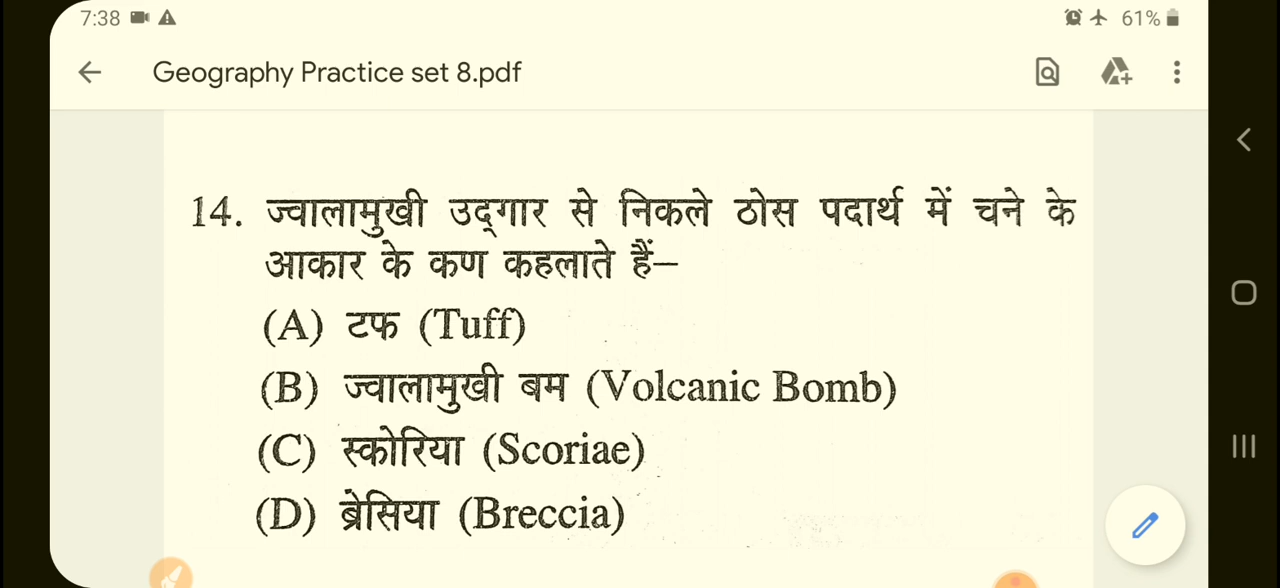 7:38 61%
Geography Practice set 8.pdf
14. ज्वालामुखी उद्‌गार से निकले ठोस पदार्थ में चने के
आकार के कण कहलाते हैं–
(A) टफ (Tuff)
(B) ज्वालामुखी बम (Volcanic Bomb)
(C) स्कोरिया (Scoriae)
(D) ब्रेसिया (Breccia)